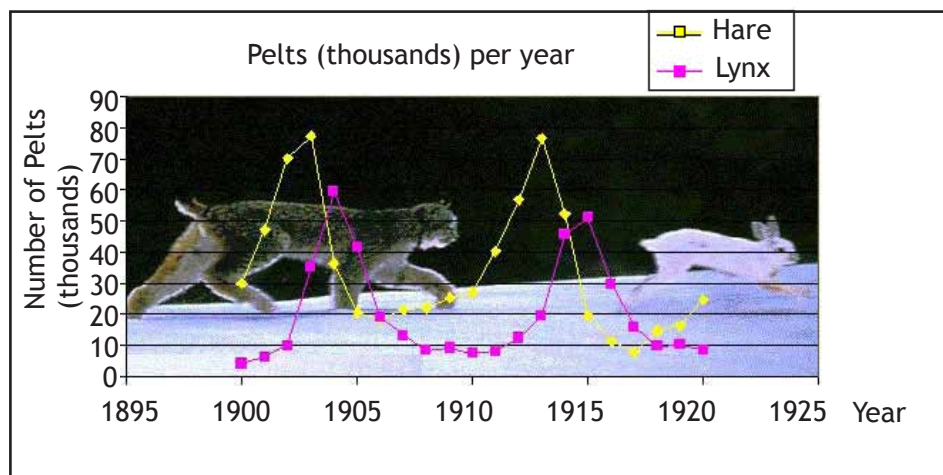 Pelts (thousands) per year
Hare
Lynx
Number of Pelts
(thousands)
90
80
70
60
50
40
30
20
10
0
1895 1900 1905 1910 1915 1920 1925 Year